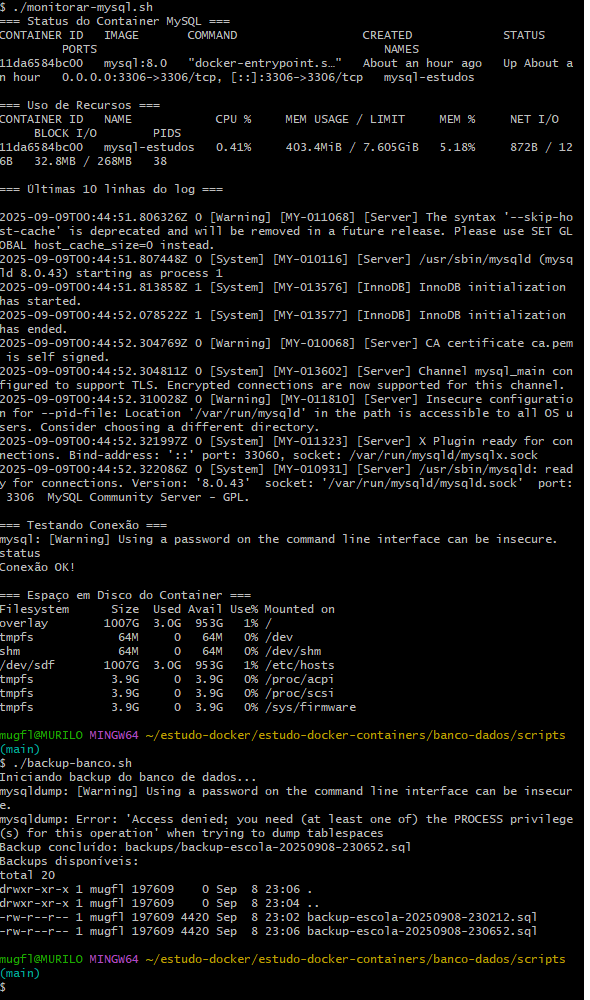 $ ./monitorar-mysql.sh
=== Status do Container MySQL ===
CONTAINER ID   IMAGE       COMMAND                  CREATED             STATUS
         PORTS                                         NAMES
11da6584bc00   mysql:8.0   "docker-entrypoint.s…"   About an hour ago   Up About a
n hour   0.0.0.0:3306->3306/tcp, [::]:3306->3306/tcp   mysql-estudos

=== Uso de Recursos ===
CONTAINER ID   NAME            CPU %     MEM USAGE / LIMIT     MEM %     NET I/O
     BLOCK I/O        PIDS
11da6584bc00   mysql-estudos   0.41%     403.4MiB / 7.605GiB   5.18%     872B / 12
6B   32.8MB / 268MB   38

=== Últimas 10 linhas do log ===

2025-09-09T00:44:51.806326Z 0 [Warning] [MY-011068] [Server] The syntax '--skip-ho
st-cache' is deprecated and will be removed in a future release. Please use SET GL
OBAL host_cache_size=0 instead.
2025-09-09T00:44:51.807448Z 0 [System] [MY-010116] [Server] /usr/sbin/mysqld (mysq
ld 8.0.43) starting as process 1
2025-09-09T00:44:51.813858Z 1 [System] [MY-013576] [InnoDB] InnoDB initialization
has started.
2025-09-09T00:44:52.078522Z 1 [System] [MY-013577] [InnoDB] InnoDB initialization
has ended.
2025-09-09T00:44:52.304769Z 0 [Warning] [MY-010068] [Server] CA certificate ca.pem
 is self signed.
2025-09-09T00:44:52.304811Z 0 [System] [MY-013602] [Server] Channel mysql_main con
figured to support TLS. Encrypted connections are now supported for this channel.
2025-09-09T00:44:52.310028Z 0 [Warning] [MY-011810] [Server] Insecure configuratio
n for --pid-file: Location '/var/run/mysqld' in the path is accessible to all OS u
sers. Consider choosing a different directory.
2025-09-09T00:44:52.321997Z 0 [System] [MY-011323] [Server] X Plugin ready for con
nections. Bind-address: '::' port: 33060, socket: /var/run/mysqld/mysqlx.sock
2025-09-09T00:44:52.322086Z 0 [System] [MY-010931] [Server] /usr/sbin/mysqld: read
y for connections. Version: '8.0.43'  socket: '/var/run/mysqld/mysqld.sock'  port:
 3306  MySQL Community Server - GPL.

=== Testando Conexão ===
mysql: [Warning] Using a password on the command line interface can be insecure.
status
Conexão OK!

=== Espaço em Disco do Container ===
Filesystem      Size  Used Avail Use% Mounted on
overlay        1007G  3.0G  953G   1% /
tmpfs            64M     0   64M   0% /dev
shm              64M     0   64M   0% /dev/shm
/dev/sdf       1007G  3.0G  953G   1% /etc/hosts
tmpfs           3.9G     0  3.9G   0% /proc/acpi
tmpfs           3.9G     0  3.9G   0% /proc/scsi
tmpfs           3.9G     0  3.9G   0% /sys/firmware

mugfl@MURILO MINGW64 ~/estudo-docker/estudo-docker-containers/banco-dados/scripts
(main)
$ ./backup-banco.sh
Iniciando backup do banco de dados...
mysqldump: [Warning] Using a password on the command line interface can be insecur
e.
mysqldump: Error: 'Access denied; you need (at least one of) the PROCESS privilege
(s) for this operation' when trying to dump tablespaces
Backup concluído: backups/backup-escola-20250908-230652.sql
Backups disponíveis:
total 20
drwxr-xr-x 1 mugfl 197609    0 Sep  8 23:06 .
drwxr-xr-x 1 mugfl 197609    0 Sep  8 23:04 ..
-rw-r--r-- 1 mugfl 197609 4420 Sep  8 23:02 backup-escola-20250908-230212.sql
-rw-r--r-- 1 mugfl 197609 4420 Sep  8 23:06 backup-escola-20250908-230652.sql

mugfl@MURILO MINGW64 ~/estudo-docker/estudo-docker-containers/banco-dados/scripts
(main)
$